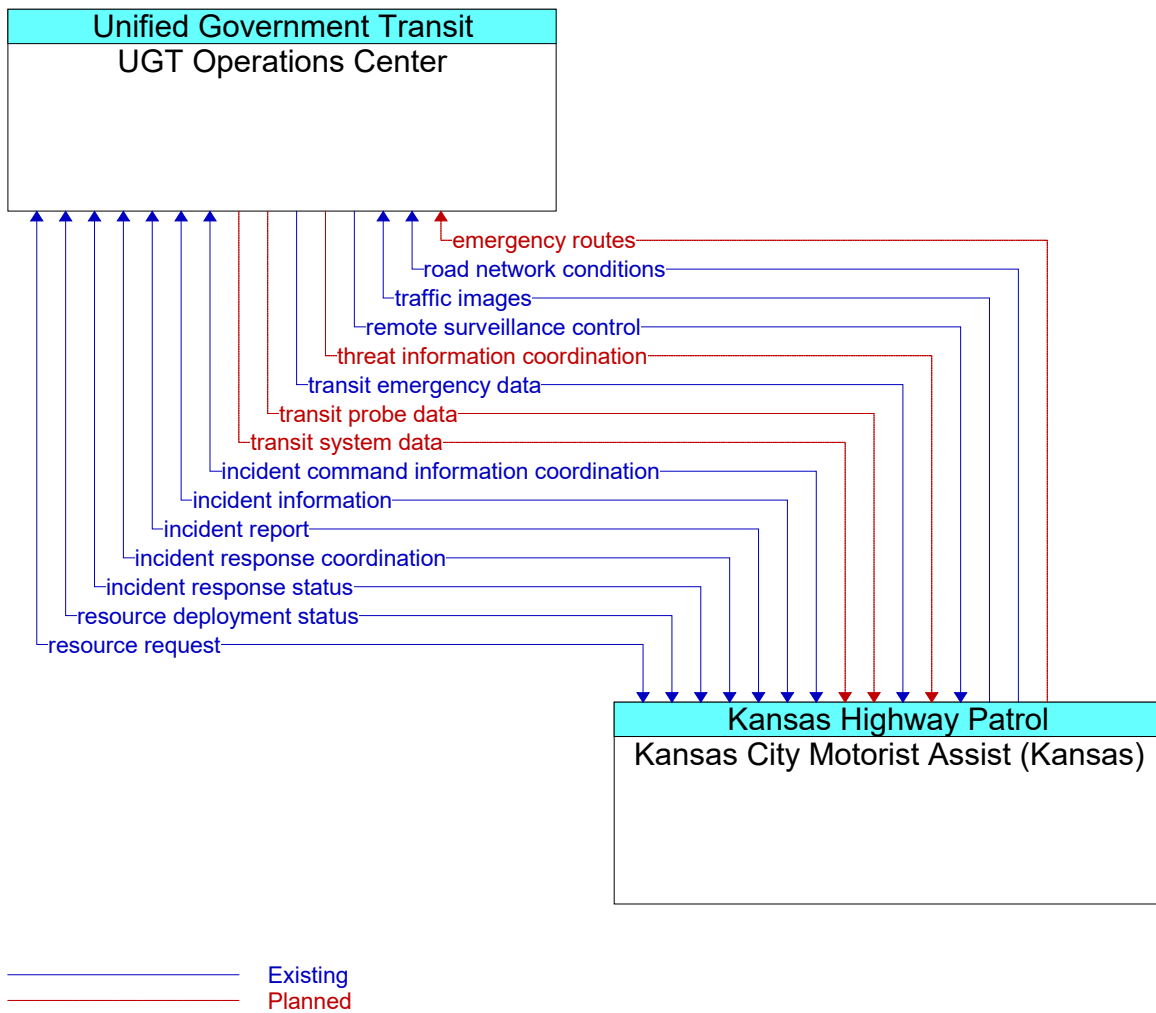 Unified Government Transit
UGT Operations Center
emergency routes
road network conditions
traffic images
remote surveillance control
threat information coordination
transit emergency data
transit probe data
transit system data
incident command information coordination
incident information
incident report
incident response coordination
incident response status
resource deployment status
resource request
Kansas Highway Patrol
Kansas City Motorist Assist (Kansas)
Existing
Planned